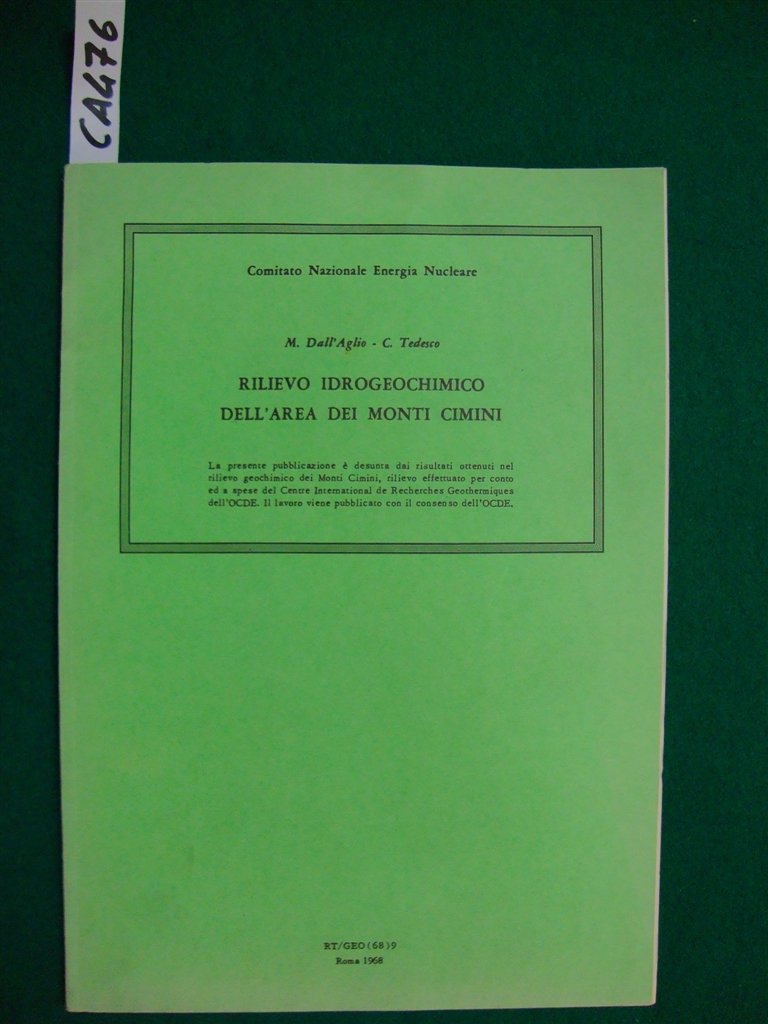 CA476
Comitato Nazionale Energia Nucleare
M. Dall'Aglio - C. Tedesco
RILIEVO IDROGEOCHIMICO
DELL'AREA DEI MONTI CIMINI
La presente pubblicazione è desunta dai risultati ottenuti nel
rilievo geochimico dei Monti Cimini, rilievo effettuato per conto
ed a spese del Centre International de Recherches Geothermiques
dell'OCDE. Il lavoro viene pubblicato con il consenso dell'OCDE.
RT/GEO(68)9
Roma 1968